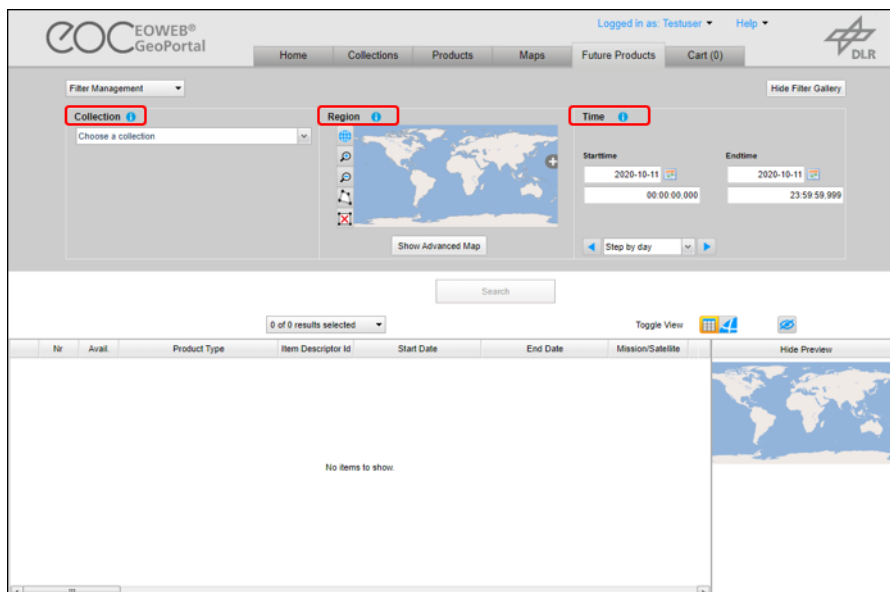 Logged in as: Testuser Help
eoc EOWEB®
GeoPortal
DLR
Home Collections Products Maps Future Products Cart (0)
Filter Management Hide Filter Gallery
Collection i Region i Time i
Choose a collection
Starttime Endtime
2020-10-11 2020-10-11
00:00:00,000 23:59:59,999
Show Advanced Map Step by day
Search
0 of 0 results selected Toggle View
Nr Avail. Product Type Item Descriptor Id Start Date End Date Mission/Satellite Hide Preview
No items to show.